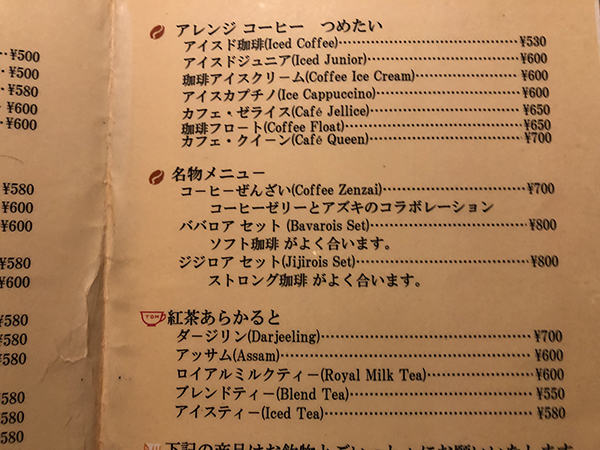 ･･¥500
･･¥500
･¥580
･･¥600
･･¥600
¥580
¥600
¥600
¥580
¥600
¥580
¥580
¥580
¥580
¥580
¥580
アレンジ コーヒー つめたい
アイスド珈琲(Iced Coffee)･･････¥530
アイスドジュニア(Iced Junior)･･････¥600
珈琲アイスクリーム(Coffee Ice Cream)･･････¥600
アイスカプチノ(Ice Cappuccino)･･････¥600
カフェ・ゼライス(Café Jellice)･･････¥650
珈琲フロート(Coffee Float)･･････¥650
カフェ・クイーン(Café Queen)･･････¥700
名物メニュー
コーヒーぜんざい(Coffee Zenzai)･･････¥700
コーヒーゼリーとアズキのコラボレーション
ババロア セット(Bavarois Set)･･････¥800
ソフト珈琲 がよく合います。
ジジロア セット(Jijirois Set)･･････¥800
ストロング珈琲 がよく合います。
TOM 紅茶あらかると
ダージリン(Darjeeling)･･････¥700
アッサム(Assam)･･････¥600
ロイアルミルクティー(Royal Milk Tea)･･････¥600
ブレンドティー(Blend Tea)･･････¥550
アイスティー(Iced Tea)･･････¥580